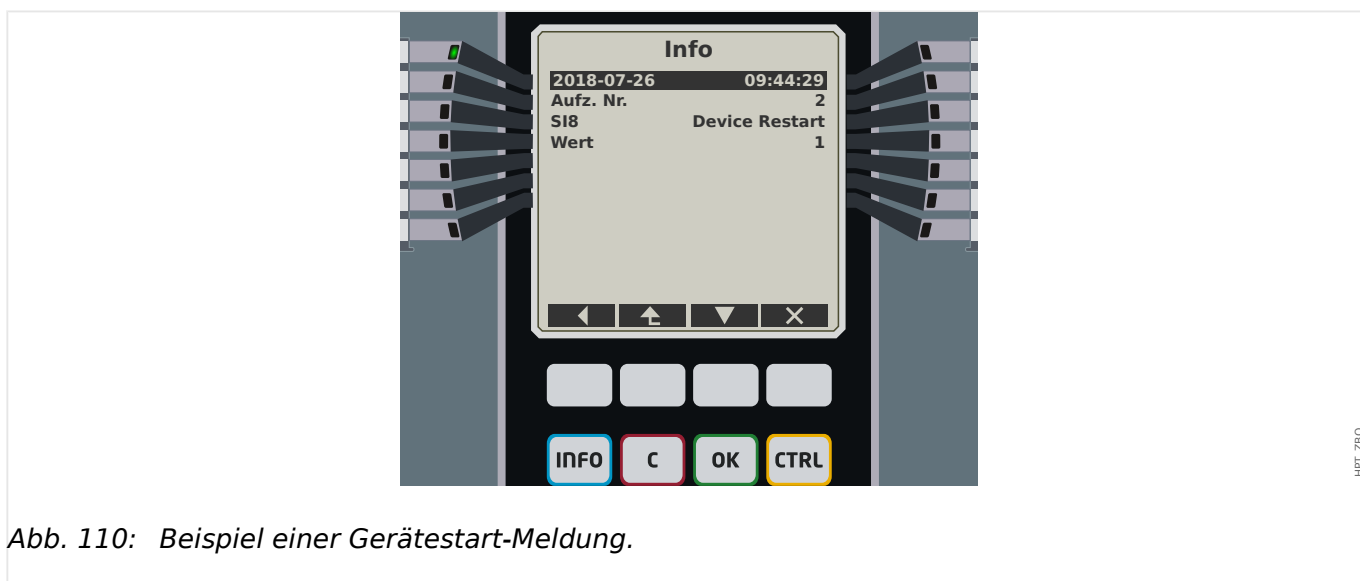 Info
2018-07-26 09:44:29
Aufz. Nr. 2
SI8 Device Restart
Wert 1
INFO C OK CTRL
HPT_ZBO
Abb. 110: Beispiel einer Gerätestart-Meldung.